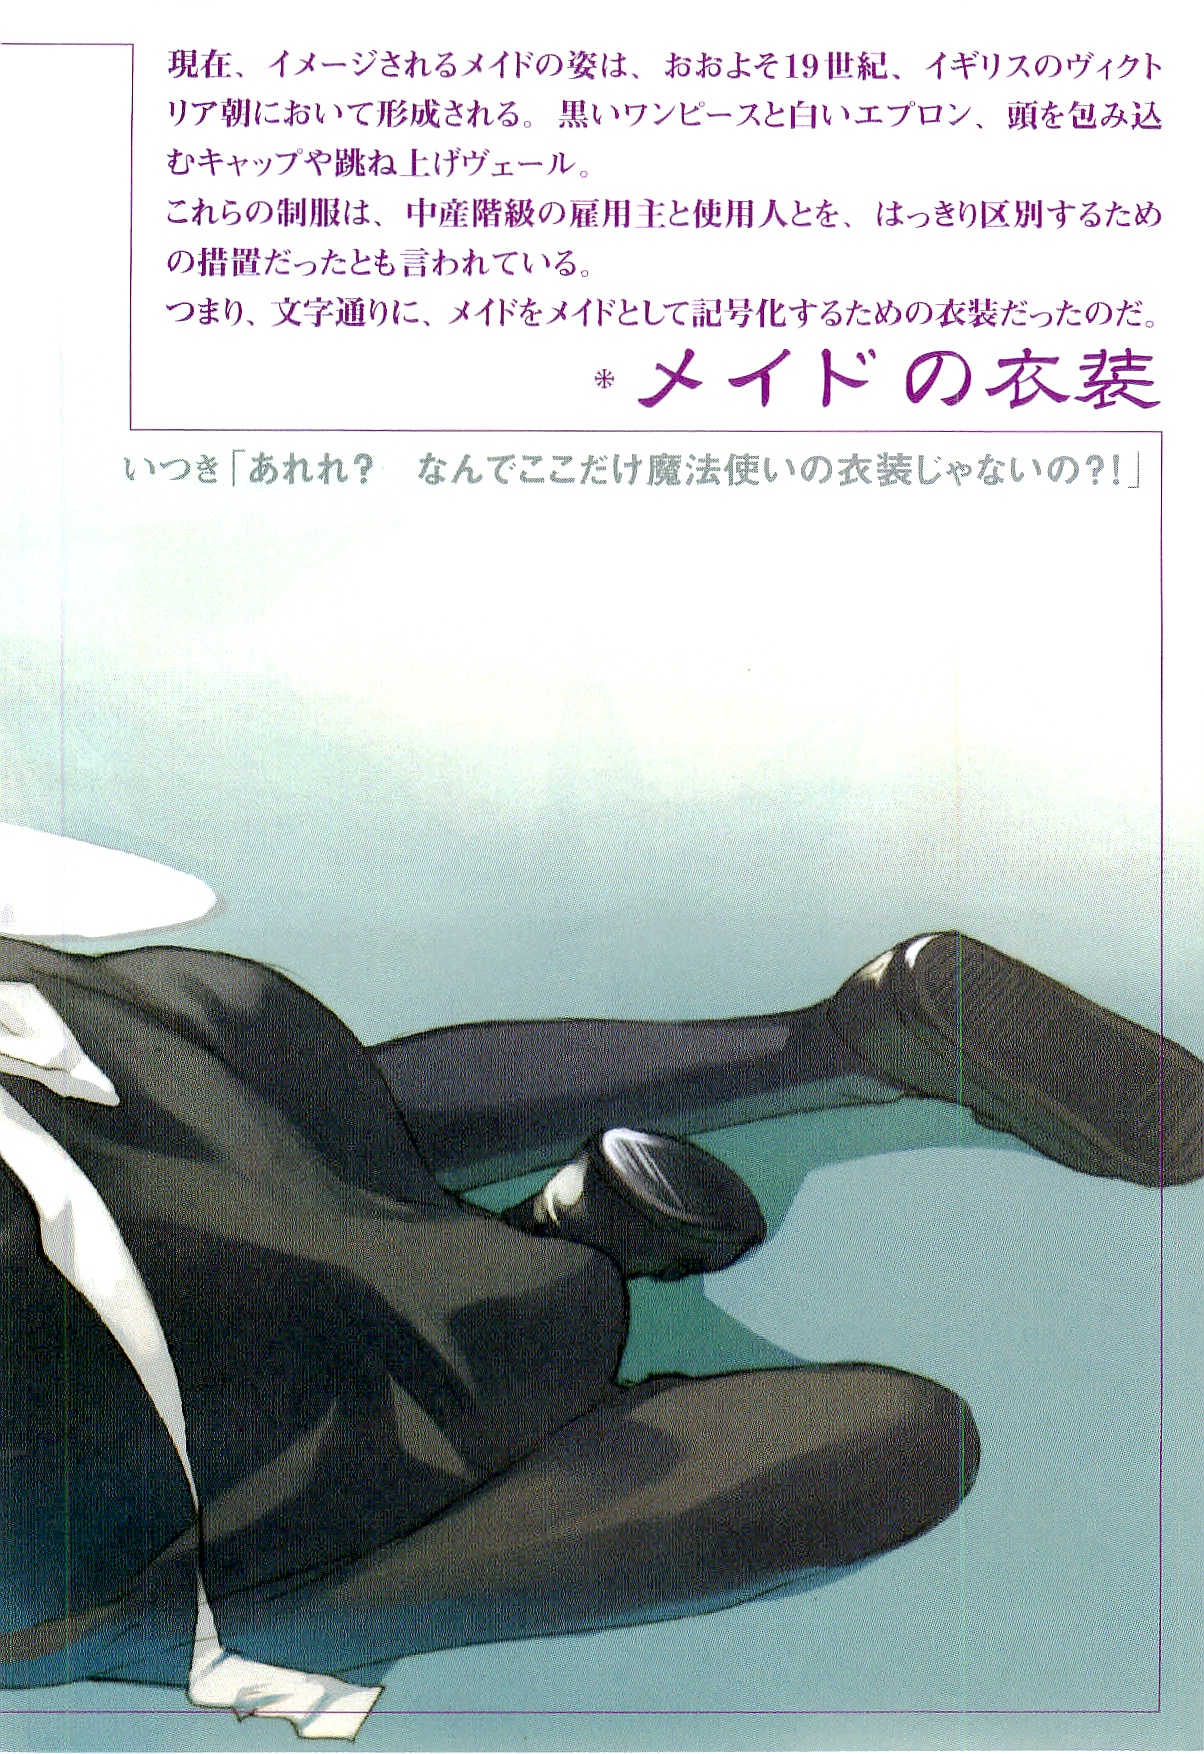 現在、イメージされるメイドの姿は、おおよそ19世紀、イギリスのヴィクト
リア朝において形成される。黒いワンピースと白いエプロン、頭を包み込
むキャップや跳ね上げヴェール。
これらの制服は、中産階級の雇用主と使用人とを、はっきり区別するため
の措置だったとも言われている。
つまり、文字通りに、メイドをメイドとして記号化するための衣装だったのだ。
*メイドの衣装
いつき「あれれ?　なんでここだけ魔法使いの衣装じゃないの?!」